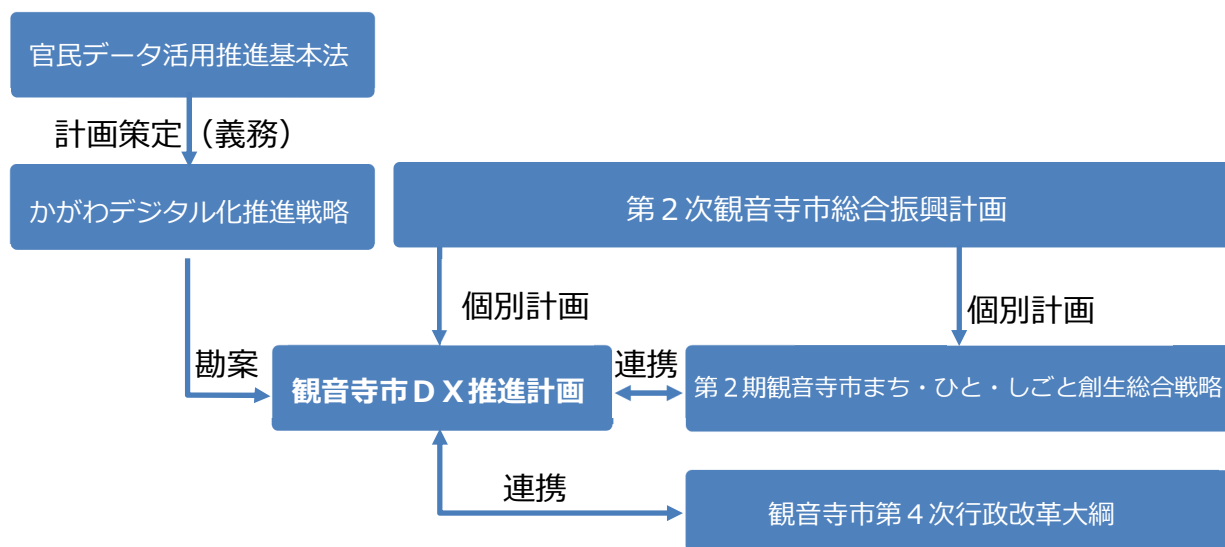 官民データ活用推進基本法
計画策定（義務）
かがわデジタル化推進戦略
第２次観音寺市総合振興計画
個別計画
個別計画
勘案
観音寺市ＤＸ推進計画
連携
第２期観音寺市まち・ひと・しごと創生総合戦略
連携
観音寺市第４次行政改革大綱